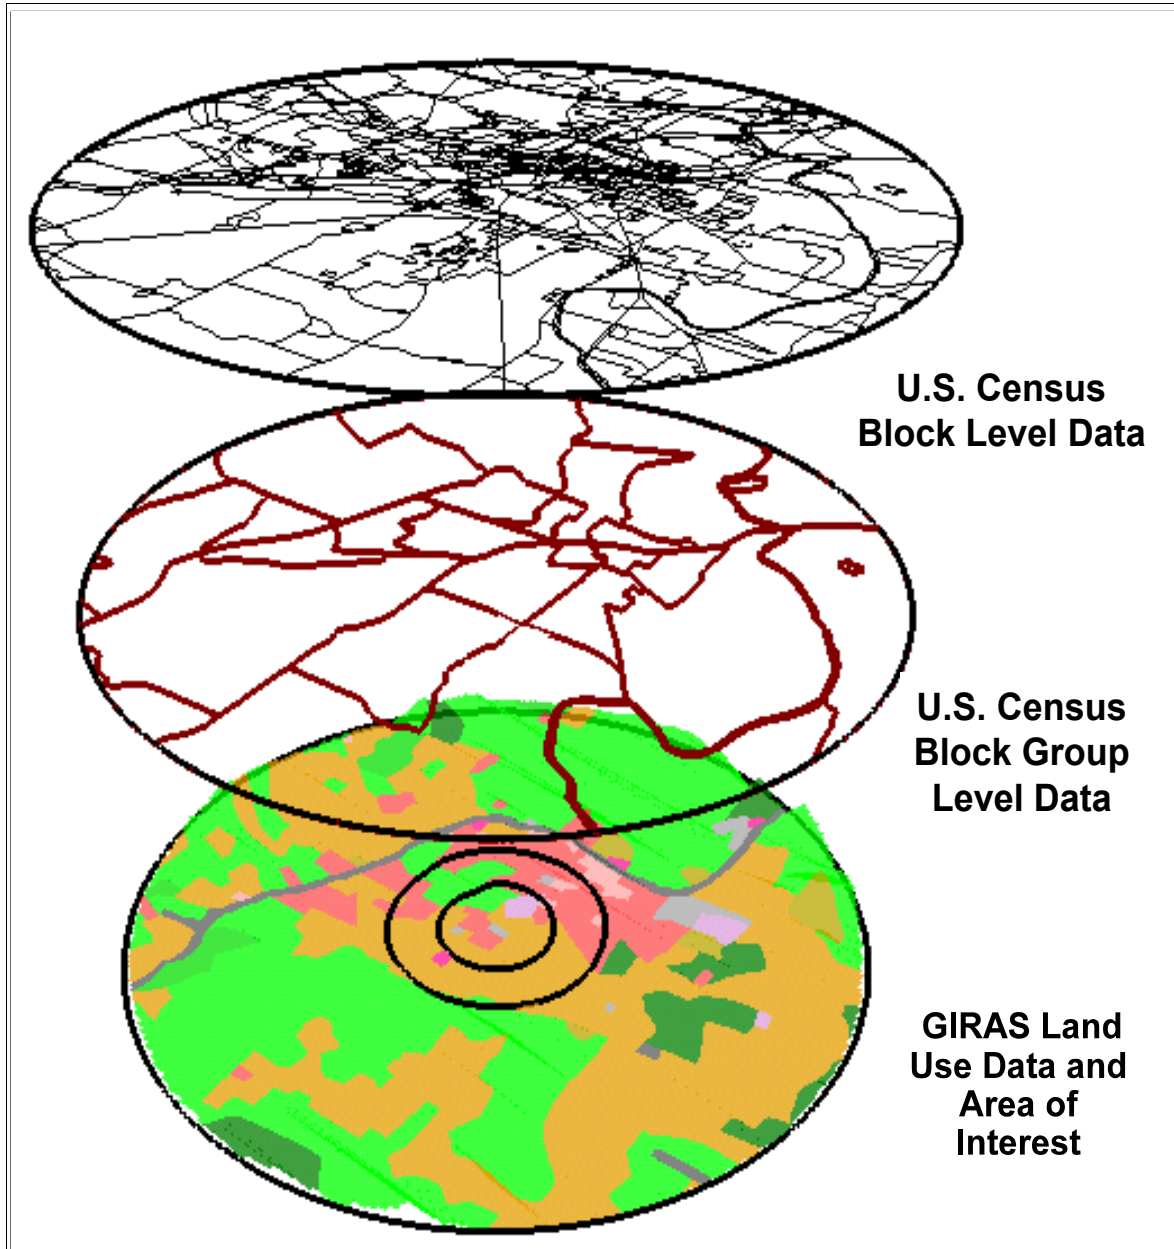 U.S. Census
Block Level Data
U.S. Census
Block Group
Level Data
GIRAS Land
Use Data and
Area of
Interest